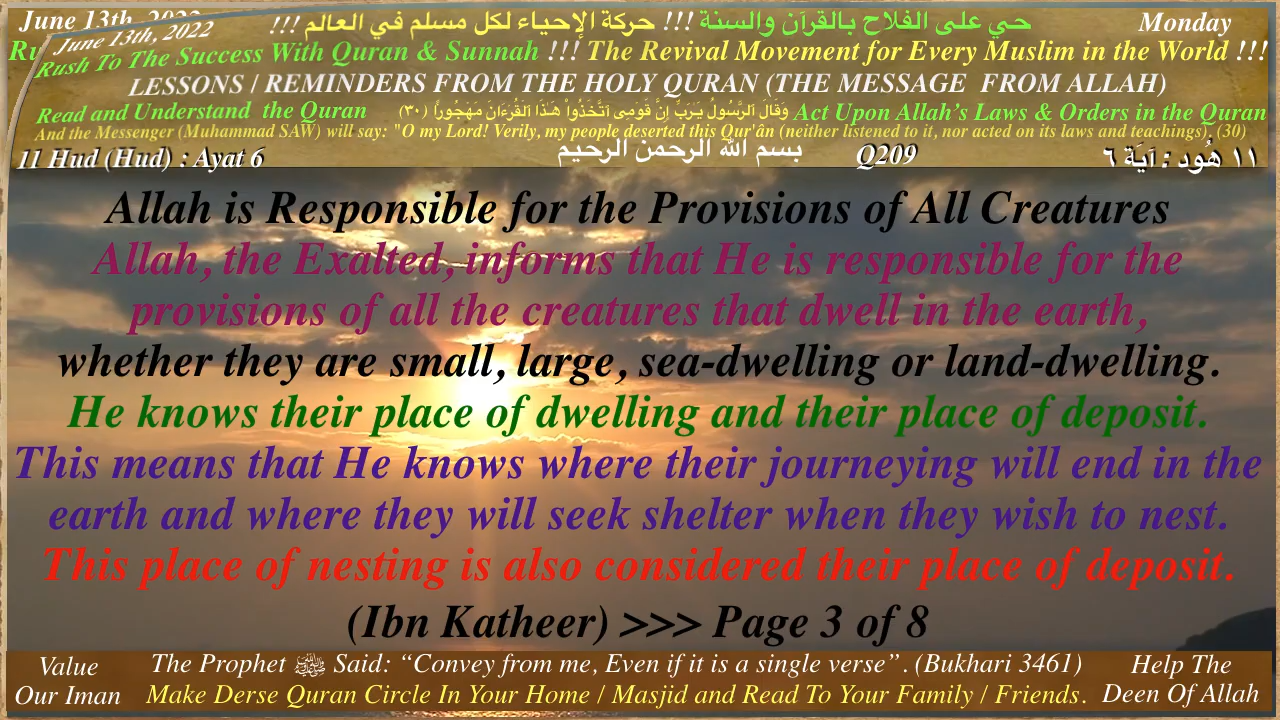 June 13th, 2022
June 13th, 2022
حي على الفلاح بالقرآن والسنة !!! حركة الإحياء لكل مسلم في العالم !!!
Monday
Rush To The Success With Quran & Sunnah !!! The Revival Movement for Every Muslim in the World !!!
LESSONS / REMINDERS FROM THE HOLY QURAN (THE MESSAGE FROM ALLAH)
Read and Understand the Quran
وَقَالَ ٱلرَّسُولُ يَـٰرَبِّ إِنَّ قَوْمِى ٱتَّخَذُواْ هَـٰذَا ٱلْقُرْءَانَ مَهْجُورًا (٣٠)
Act Upon Allah’s Laws & Orders in the Quran
And the Messenger (Muhammad SAW) will say: "O my Lord! Verily, my people deserted this Qur'ân (neither listened to it, nor acted on its laws and teachings). (30)
11 Hud (Hud) : Ayat 6
بسم الله الرحمن الرحيم
Q209
١١ هُود : آيَة ٦
Allah is Responsible for the Provisions of All Creatures
Allah, the Exalted, informs that He is responsible for the
provisions of all the creatures that dwell in the earth,
whether they are small, large, sea-dwelling or land-dwelling.
He knows their place of dwelling and their place of deposit.
This means that He knows where their journeying will end in the
earth and where they will seek shelter when they wish to nest.
This place of nesting is also considered their place of deposit.
(Ibn Katheer) >>> Page 3 of 8
Value
Our Iman
The Prophet ﷺ Said: “Convey from me, Even if it is a single verse”. (Bukhari 3461)
Make Derse Quran Circle In Your Home / Masjid and Read To Your Family / Friends.
Help The
Deen Of Allah